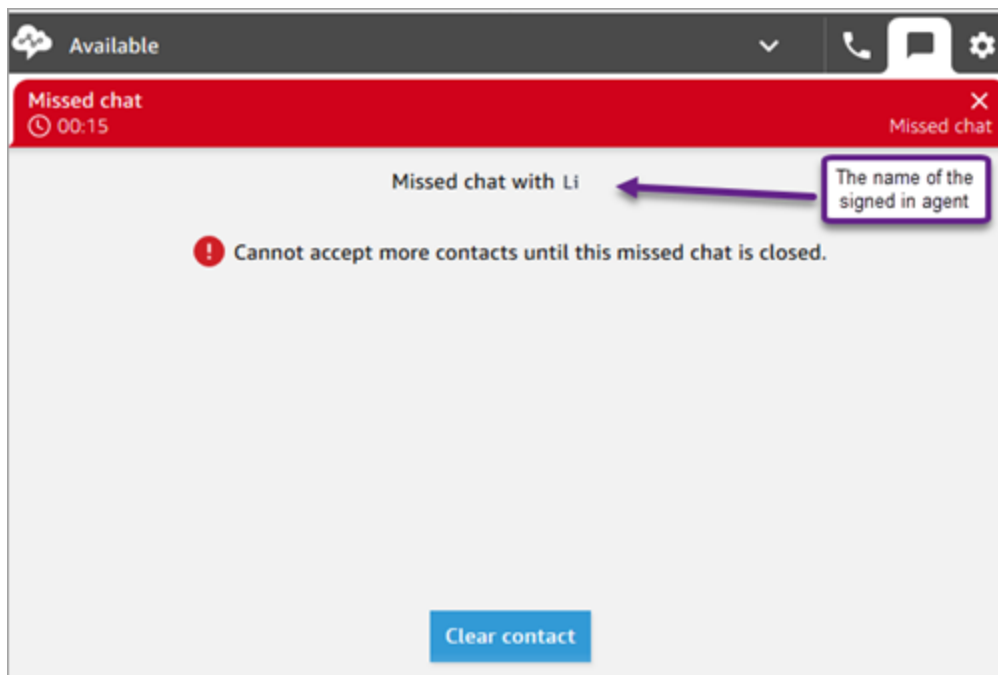 Available
Missed chat
00:15
Missed chat
Missed chat with Li
The name of the
signed in agent
Cannot accept more contacts until this missed chat is closed.
Clear contact